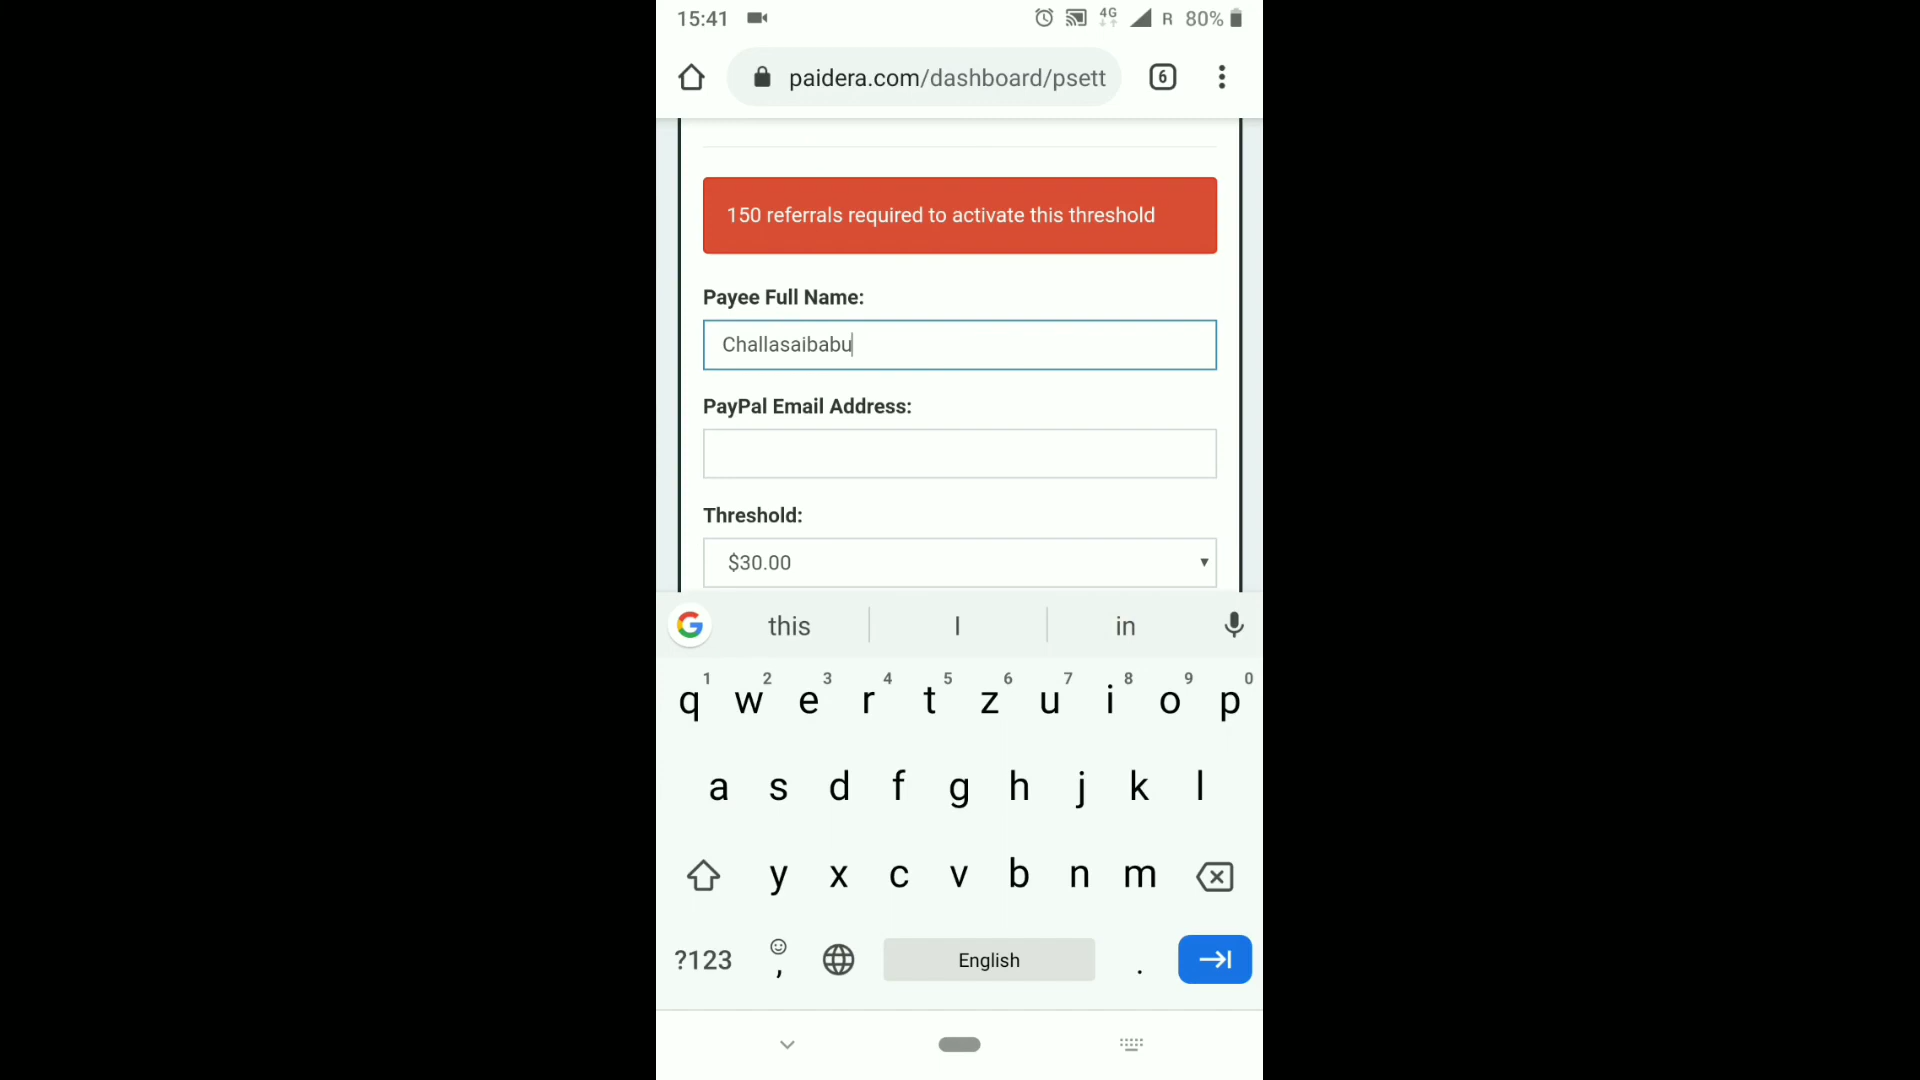 15:41 4G R 80%
paidera.com/dashboard/psett 6
150 referrals required to activate this threshold
Payee Full Name:
Challasaibabu
PayPal Email Address:
Threshold:
$30.00
this I in
1 2 3 4 5 6 7 8 9 0
q w e r t z u i o p
a s d f g h j k l
y x c v b n m
?123 , English .